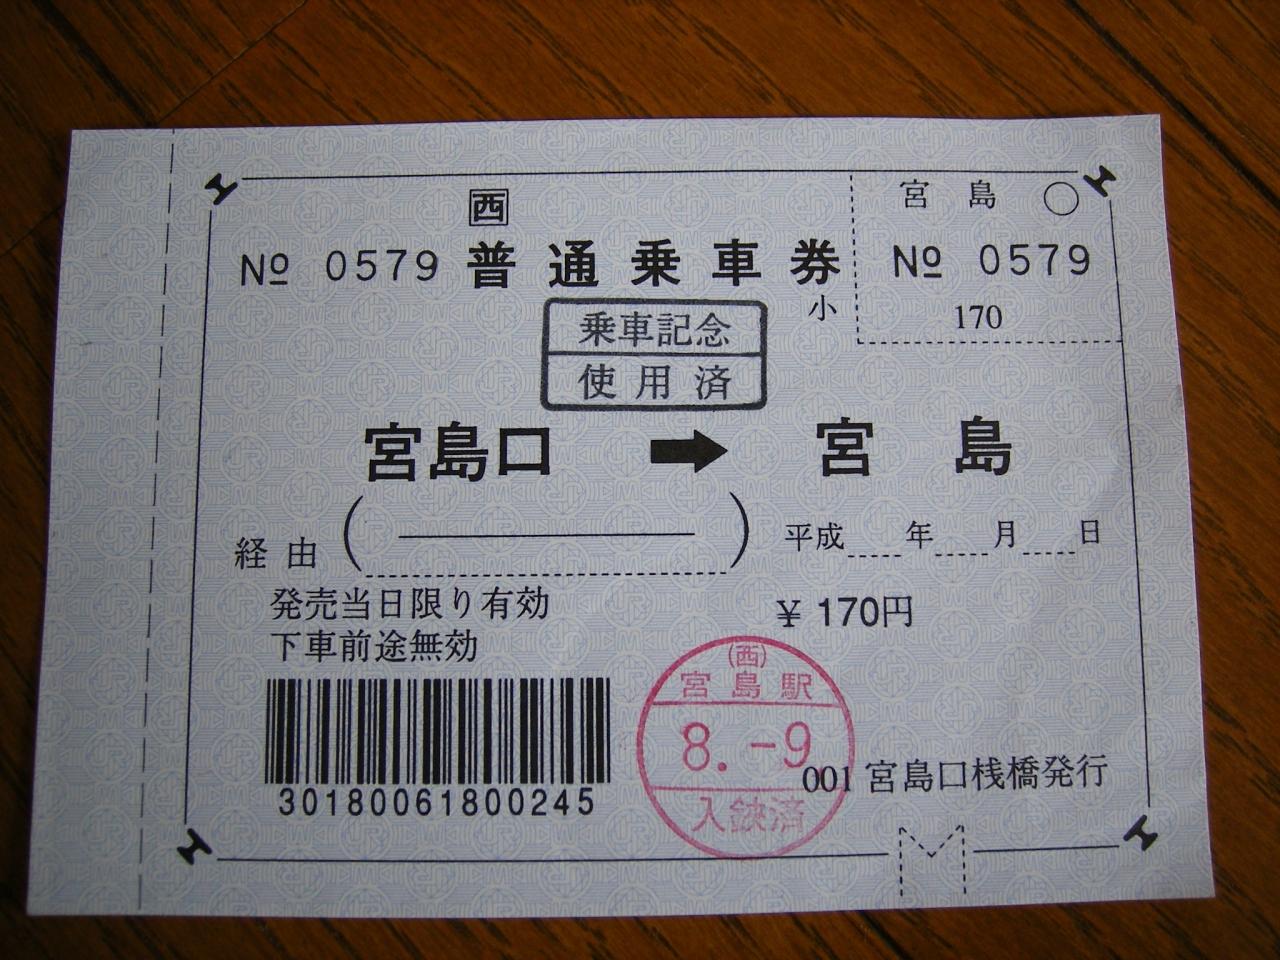 西
宮島 ○
№ 0579 普通乗車券
№ 0579
小
170
乗車記念
使用済
宮島口 ➡ 宮島
経由 ( ——— )
平成 年 月 日
発売当日限り有効
¥ 170円
下車前途無効
30180061800245
(西)
宮島駅
8.-9
入鋏済
001 宮島口桟橋発行